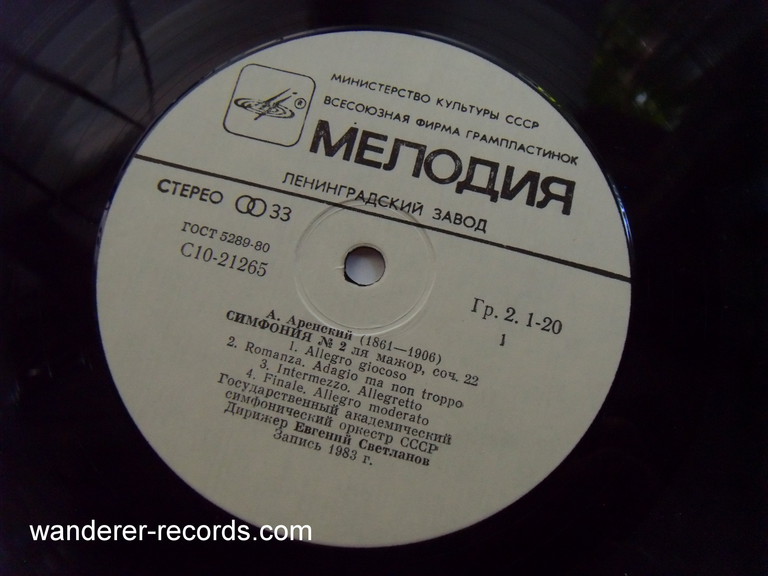 МИНИСТЕРСТВО КУЛЬТУРЫ СССР
ВСЕСОЮЗНАЯ ФИРМА ГРАМПЛАСТИНОК
®
МЕЛОДИЯ
ЛЕНИНГРАДСКИЙ ЗАВОД
СТЕРЕО 33
ГОСТ 5289-80
С10-21265
Гр. 2. 1-20
1
А. Аренский (1861—1906)
СИМФОНИЯ № 2 ля мажор, соч. 22
1. Allegro giocoso
2. Romanza. Adagio ma non troppo
3. Intermezzo. Allegretto
4. Finale. Allegro moderato
Государственный академический
симфонический оркестр СССР
Дирижер Евгений Светланов
Запись 1983 г.
wanderer-records.com